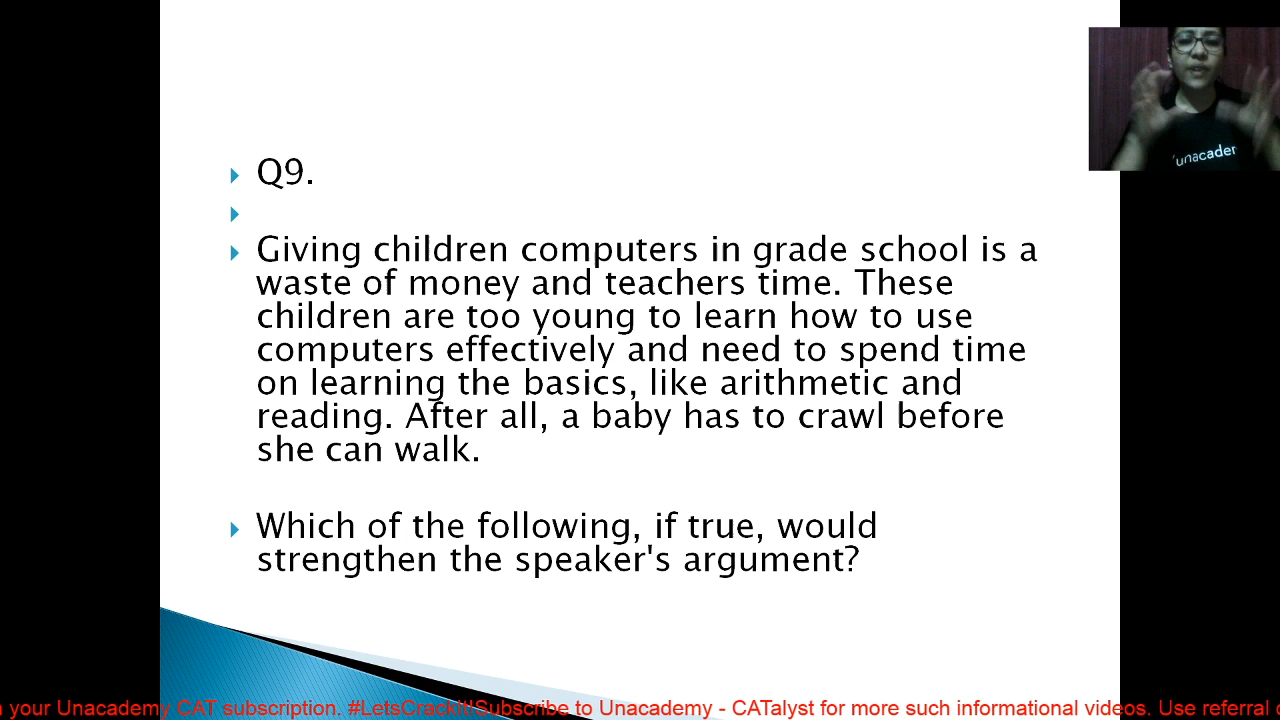 Q9.
Giving children computers in grade school is a
waste of money and teachers time. These
children are too young to learn how to use
computers effectively and need to spend time
on learning the basics, like arithmetic and
reading. After all, a baby has to crawl before
she can walk.
Which of the following, if true, would
strengthen the speaker's argument?
unacader
your Unacademy CAT subscription. #LetsCrackIt!Subscribe to Unacademy - CATalyst for more such informational videos. Use referral